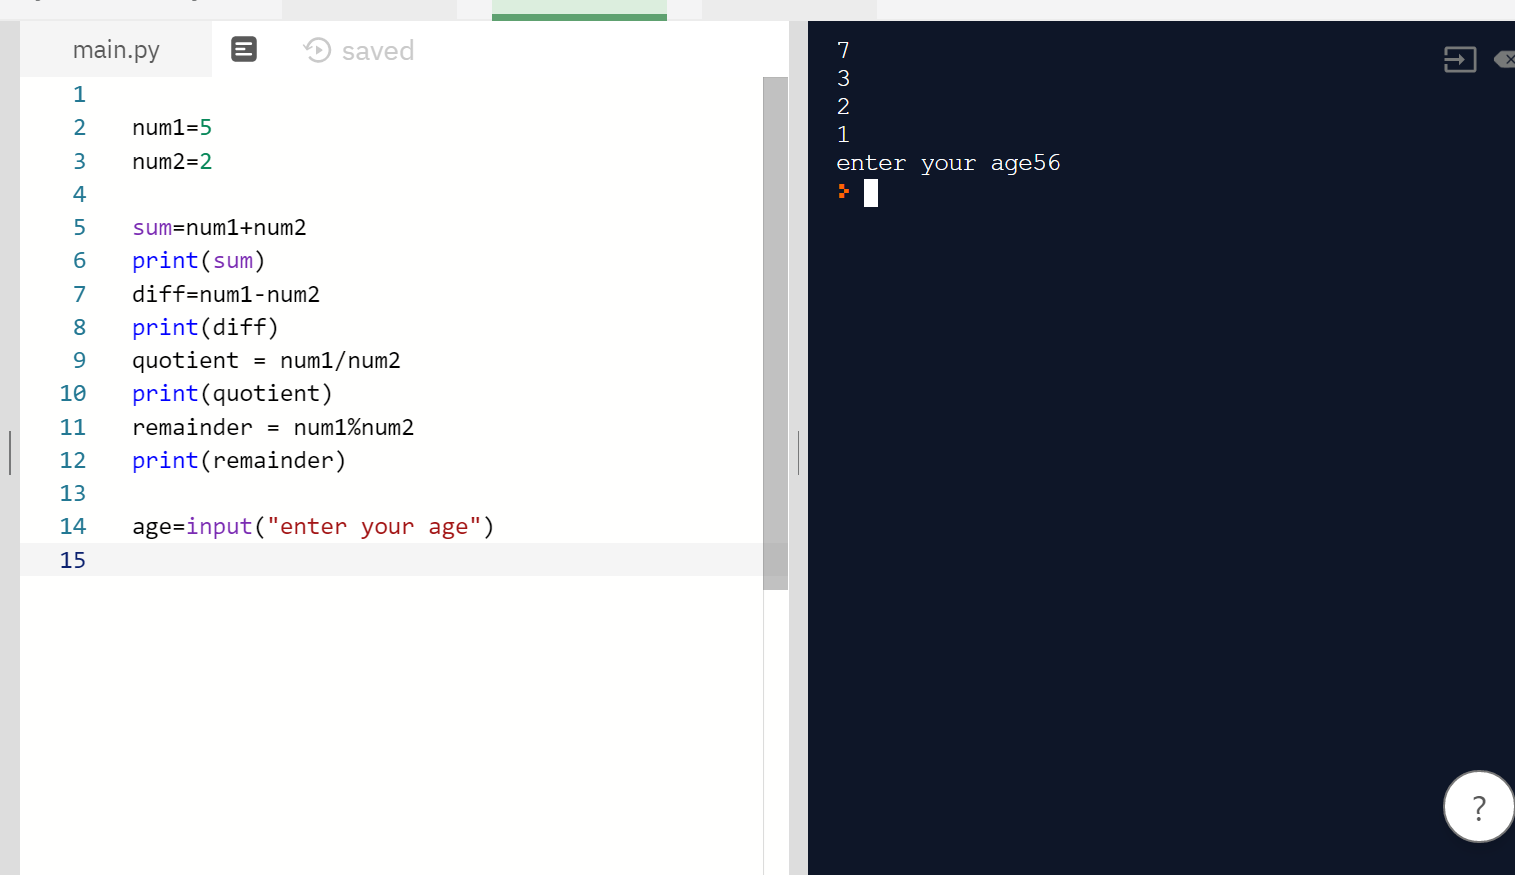 main.py saved
1
2 num1=5
3 num2=2
4
5 sum=num1+num2
6 print(sum)
7 diff=num1-num2
8 print(diff)
9 quotient = num1/num2
10 print(quotient)
11 remainder = num1%num2
12 print(remainder)
13
14 age=input("enter your age")
15
7
3
2
1
enter your age56
?